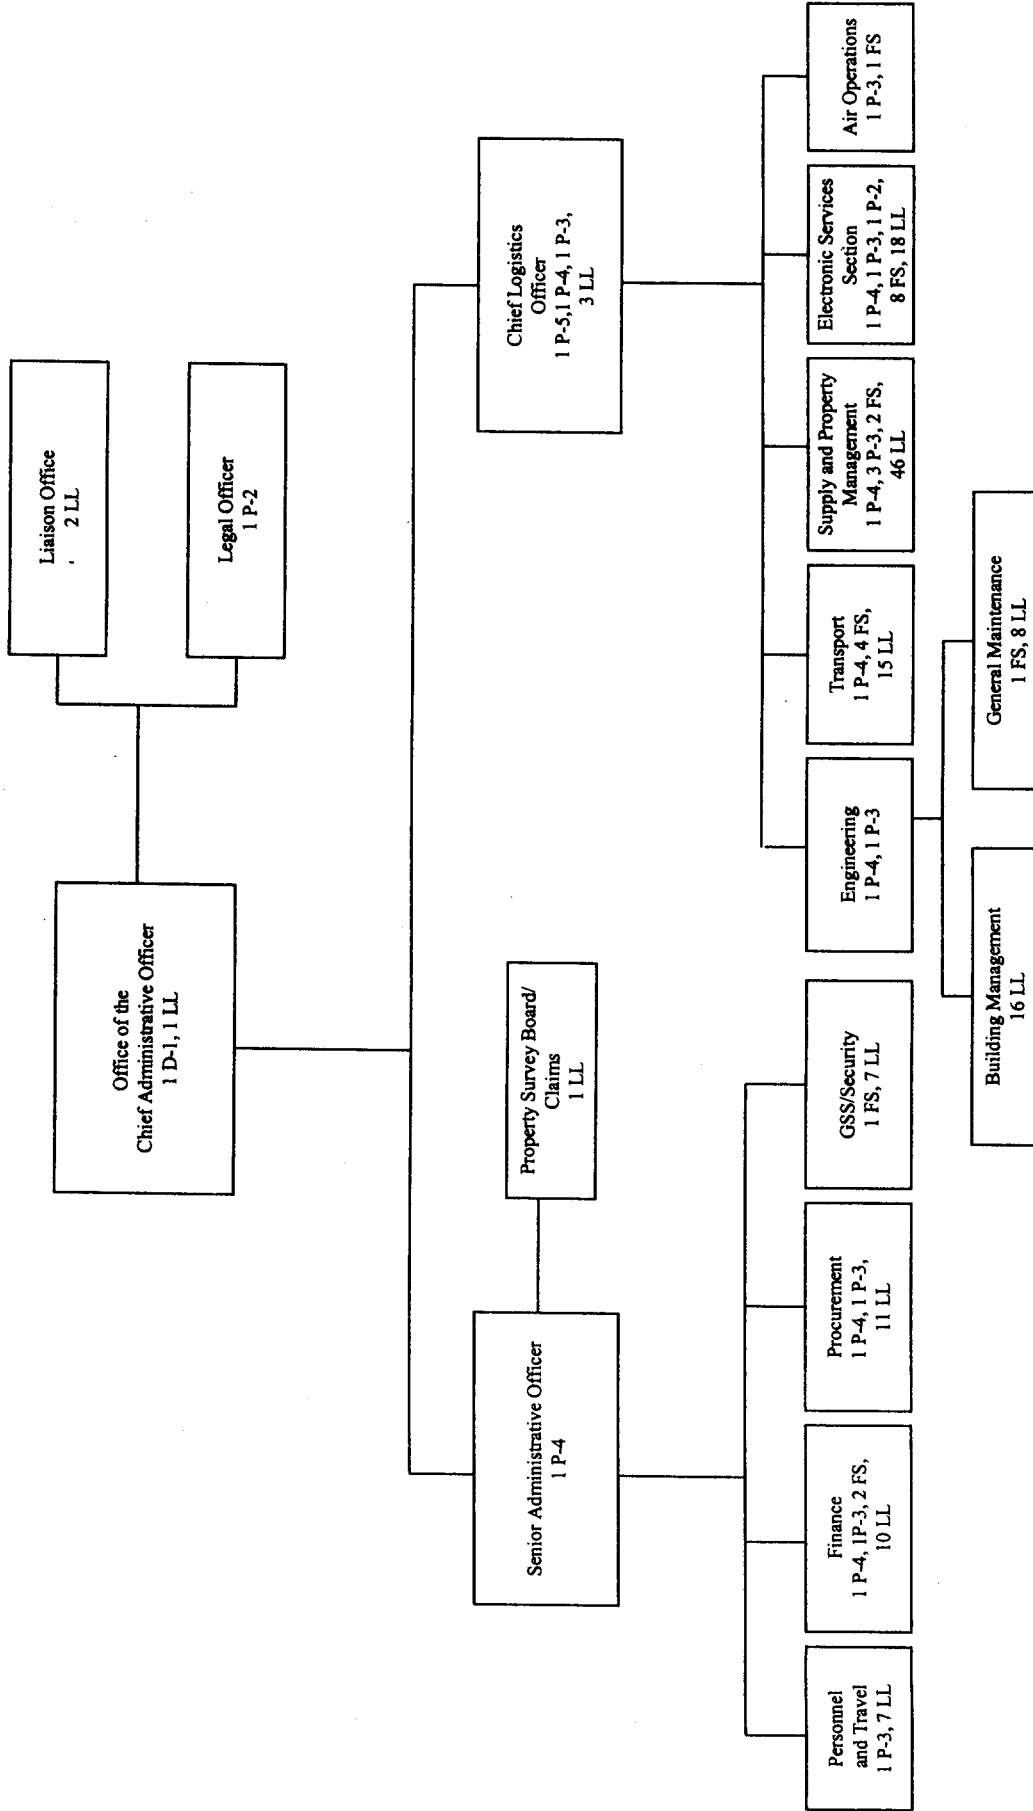 Liaison Office
2 LL
Legal Officer
1 P-2
Office of the
Chief Administrative Officer
1 D-1, 1 LL
Chief Logistics
Officer
1 P-5,1 P-4, 1 P-3,
3 LL
Property Survey Board/
Claims
1 LL
Senior Administrative Officer
1 P-4
Personnel
and Travel
1 P-3, 7 LL
Finance
1 P-4, 1P-3, 2 FS,
10 LL
Procurement
1 P-4, 1 P-3,
11 LL
GSS/Security
1 FS, 7 LL
Engineering
1 P-4, 1 P-3
Transport
1 P-4, 4 FS,
15 LL
Supply and Property
Management
1 P-4, 3 P-3, 2 FS,
46 LL
Electronic Services
Section
1 P-4, 1 P-3, 1 P-2,
8 FS, 18 LL
Air Operations
1 P-3, 1 FS
Building Management
16 LL
General Maintenance
1 FS, 8 LL